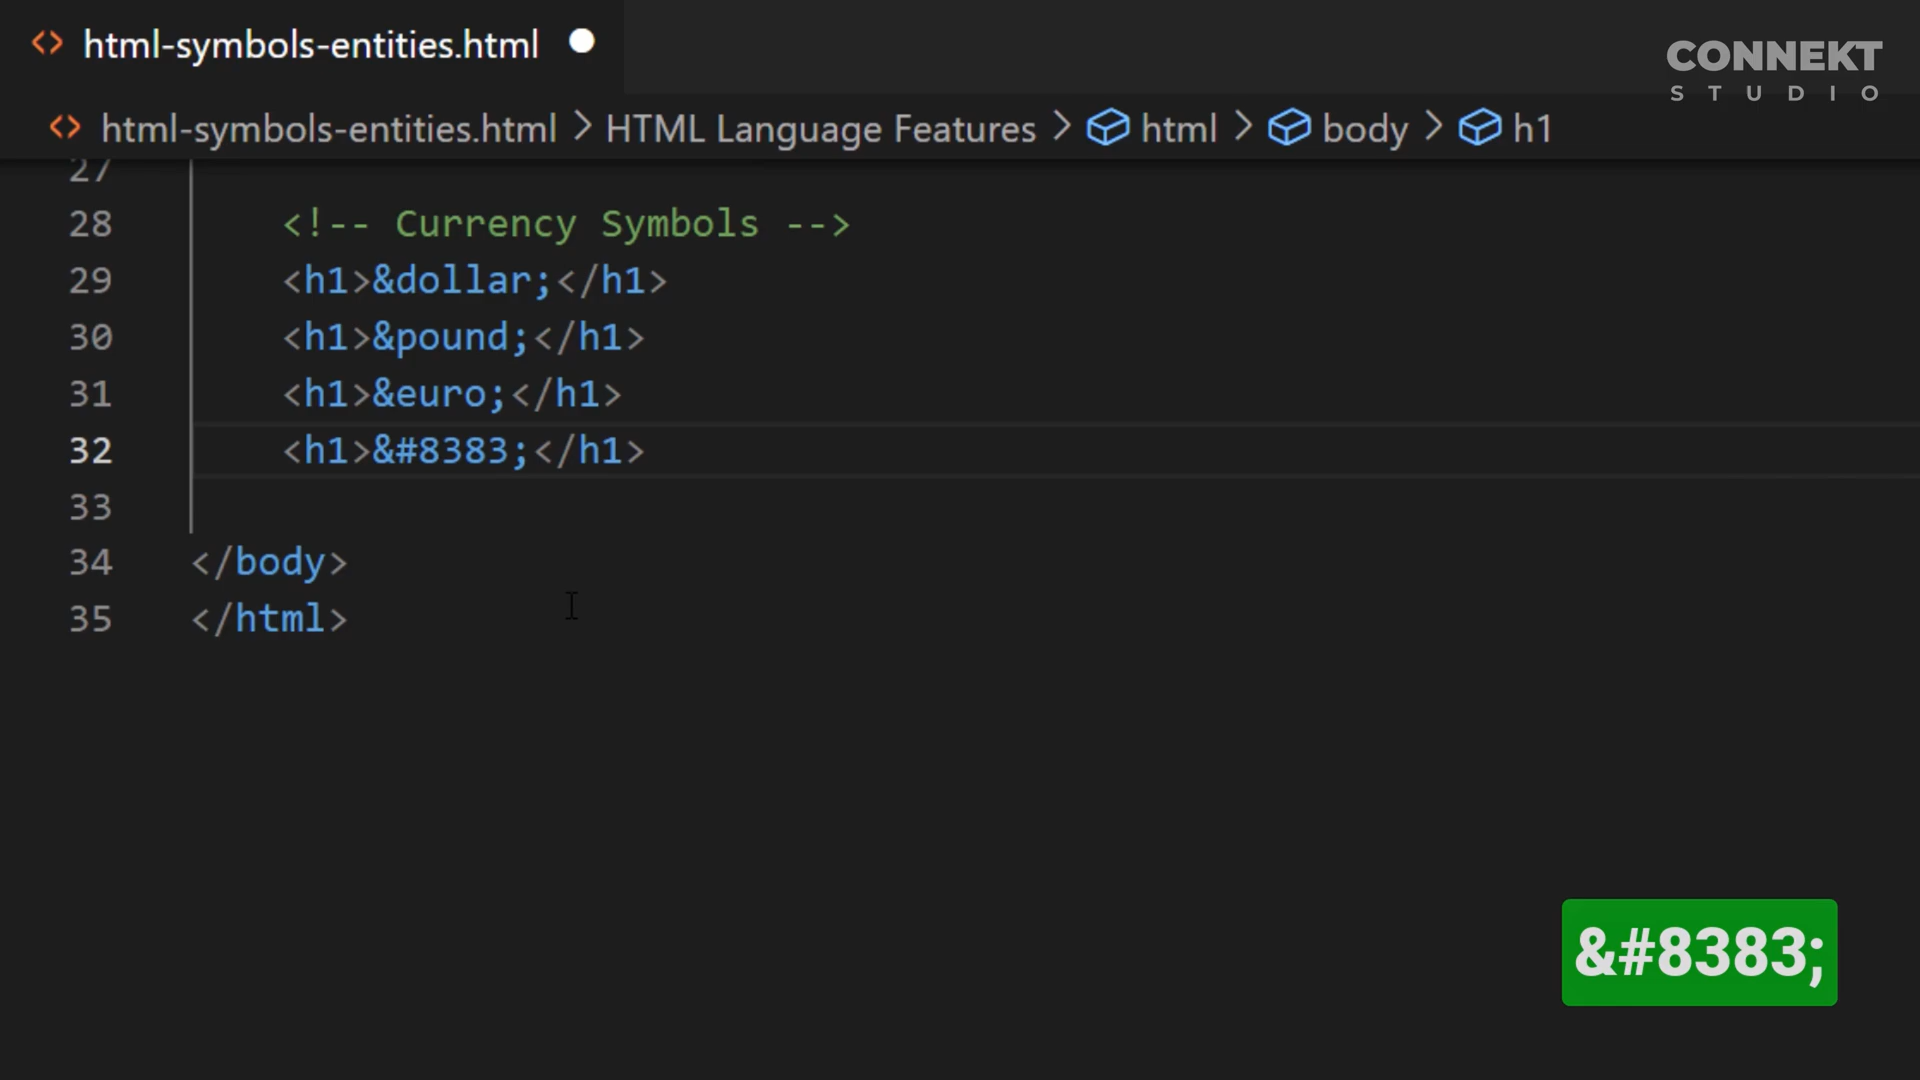 html-symbols-entities.html
CONNEKT
STUDIO
html-symbols-entities.html > HTML Language Features > html > body > h1
27
28 <!-- Currency Symbols -->
29 <h1>&dollar;</h1>
30 <h1>&pound;</h1>
31 <h1>&euro;</h1>
32 <h1>&#8383;</h1>
33
34 </body>
35 </html>
&#8383;